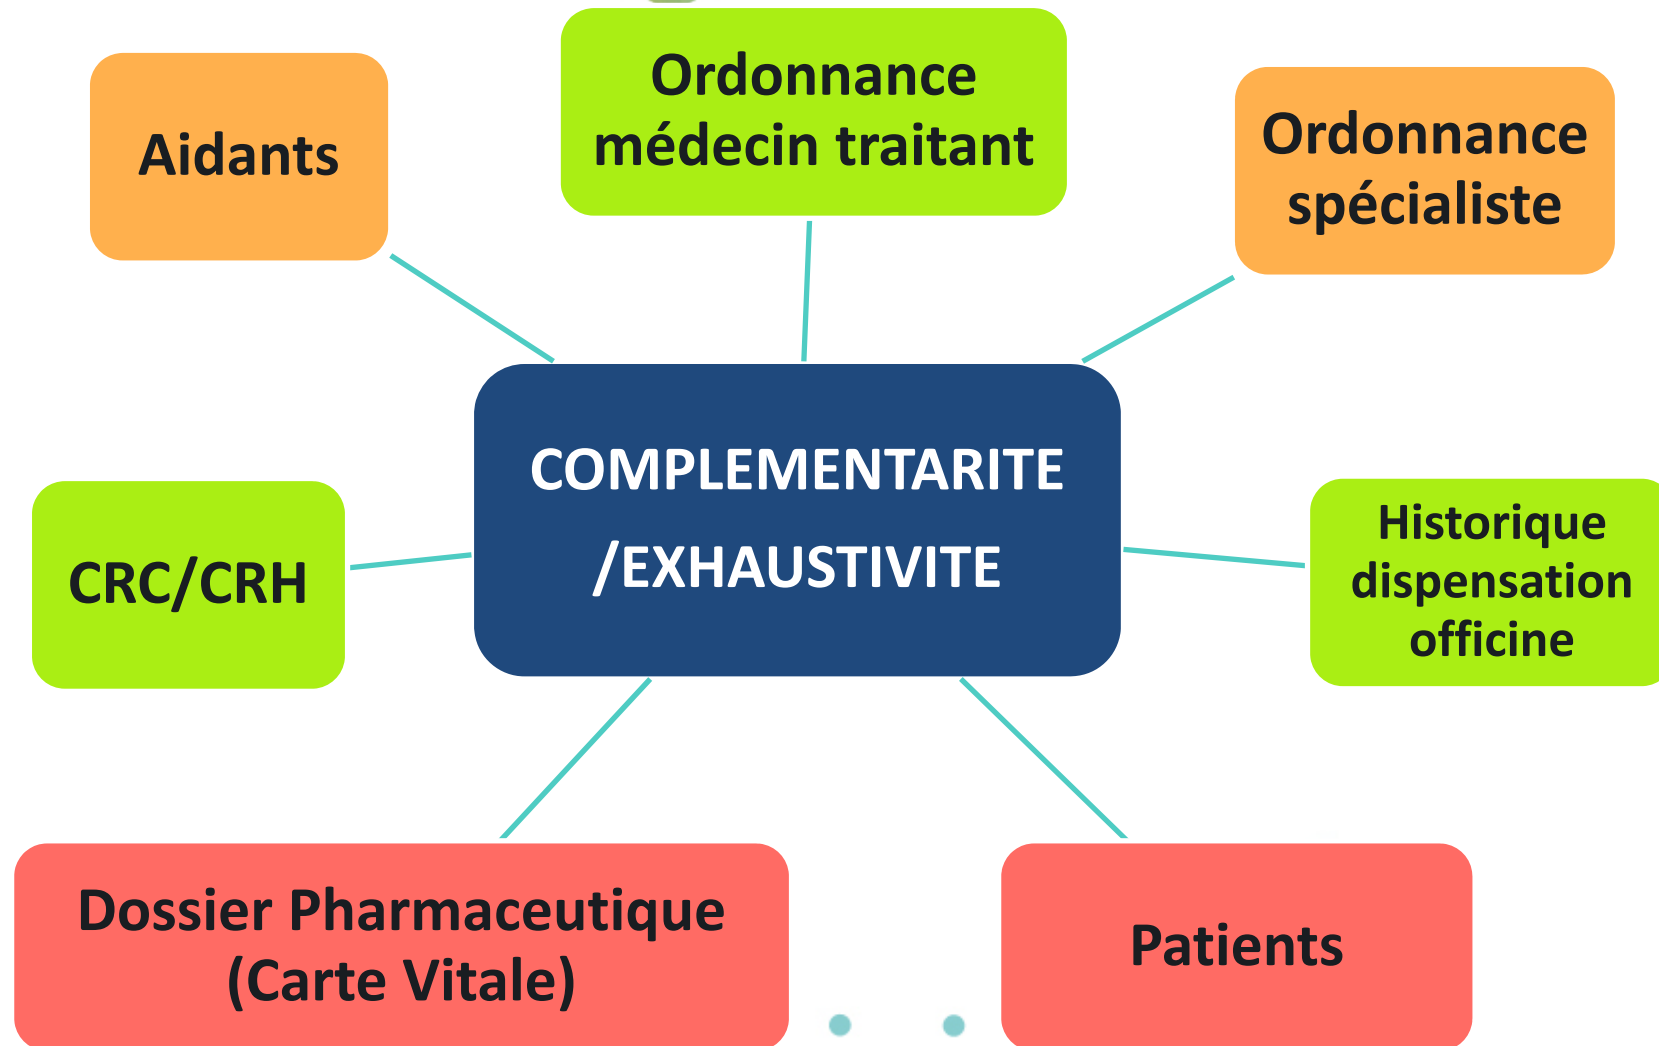 Aidants
Ordonnance
médecin traitant
Ordonnance
spécialiste
COMPLEMENTARITE
/EXHAUSTIVITE
CRC/CRH
Historique
dispensation
officine
Dossier Pharmaceutique
(Carte Vitale)
Patients